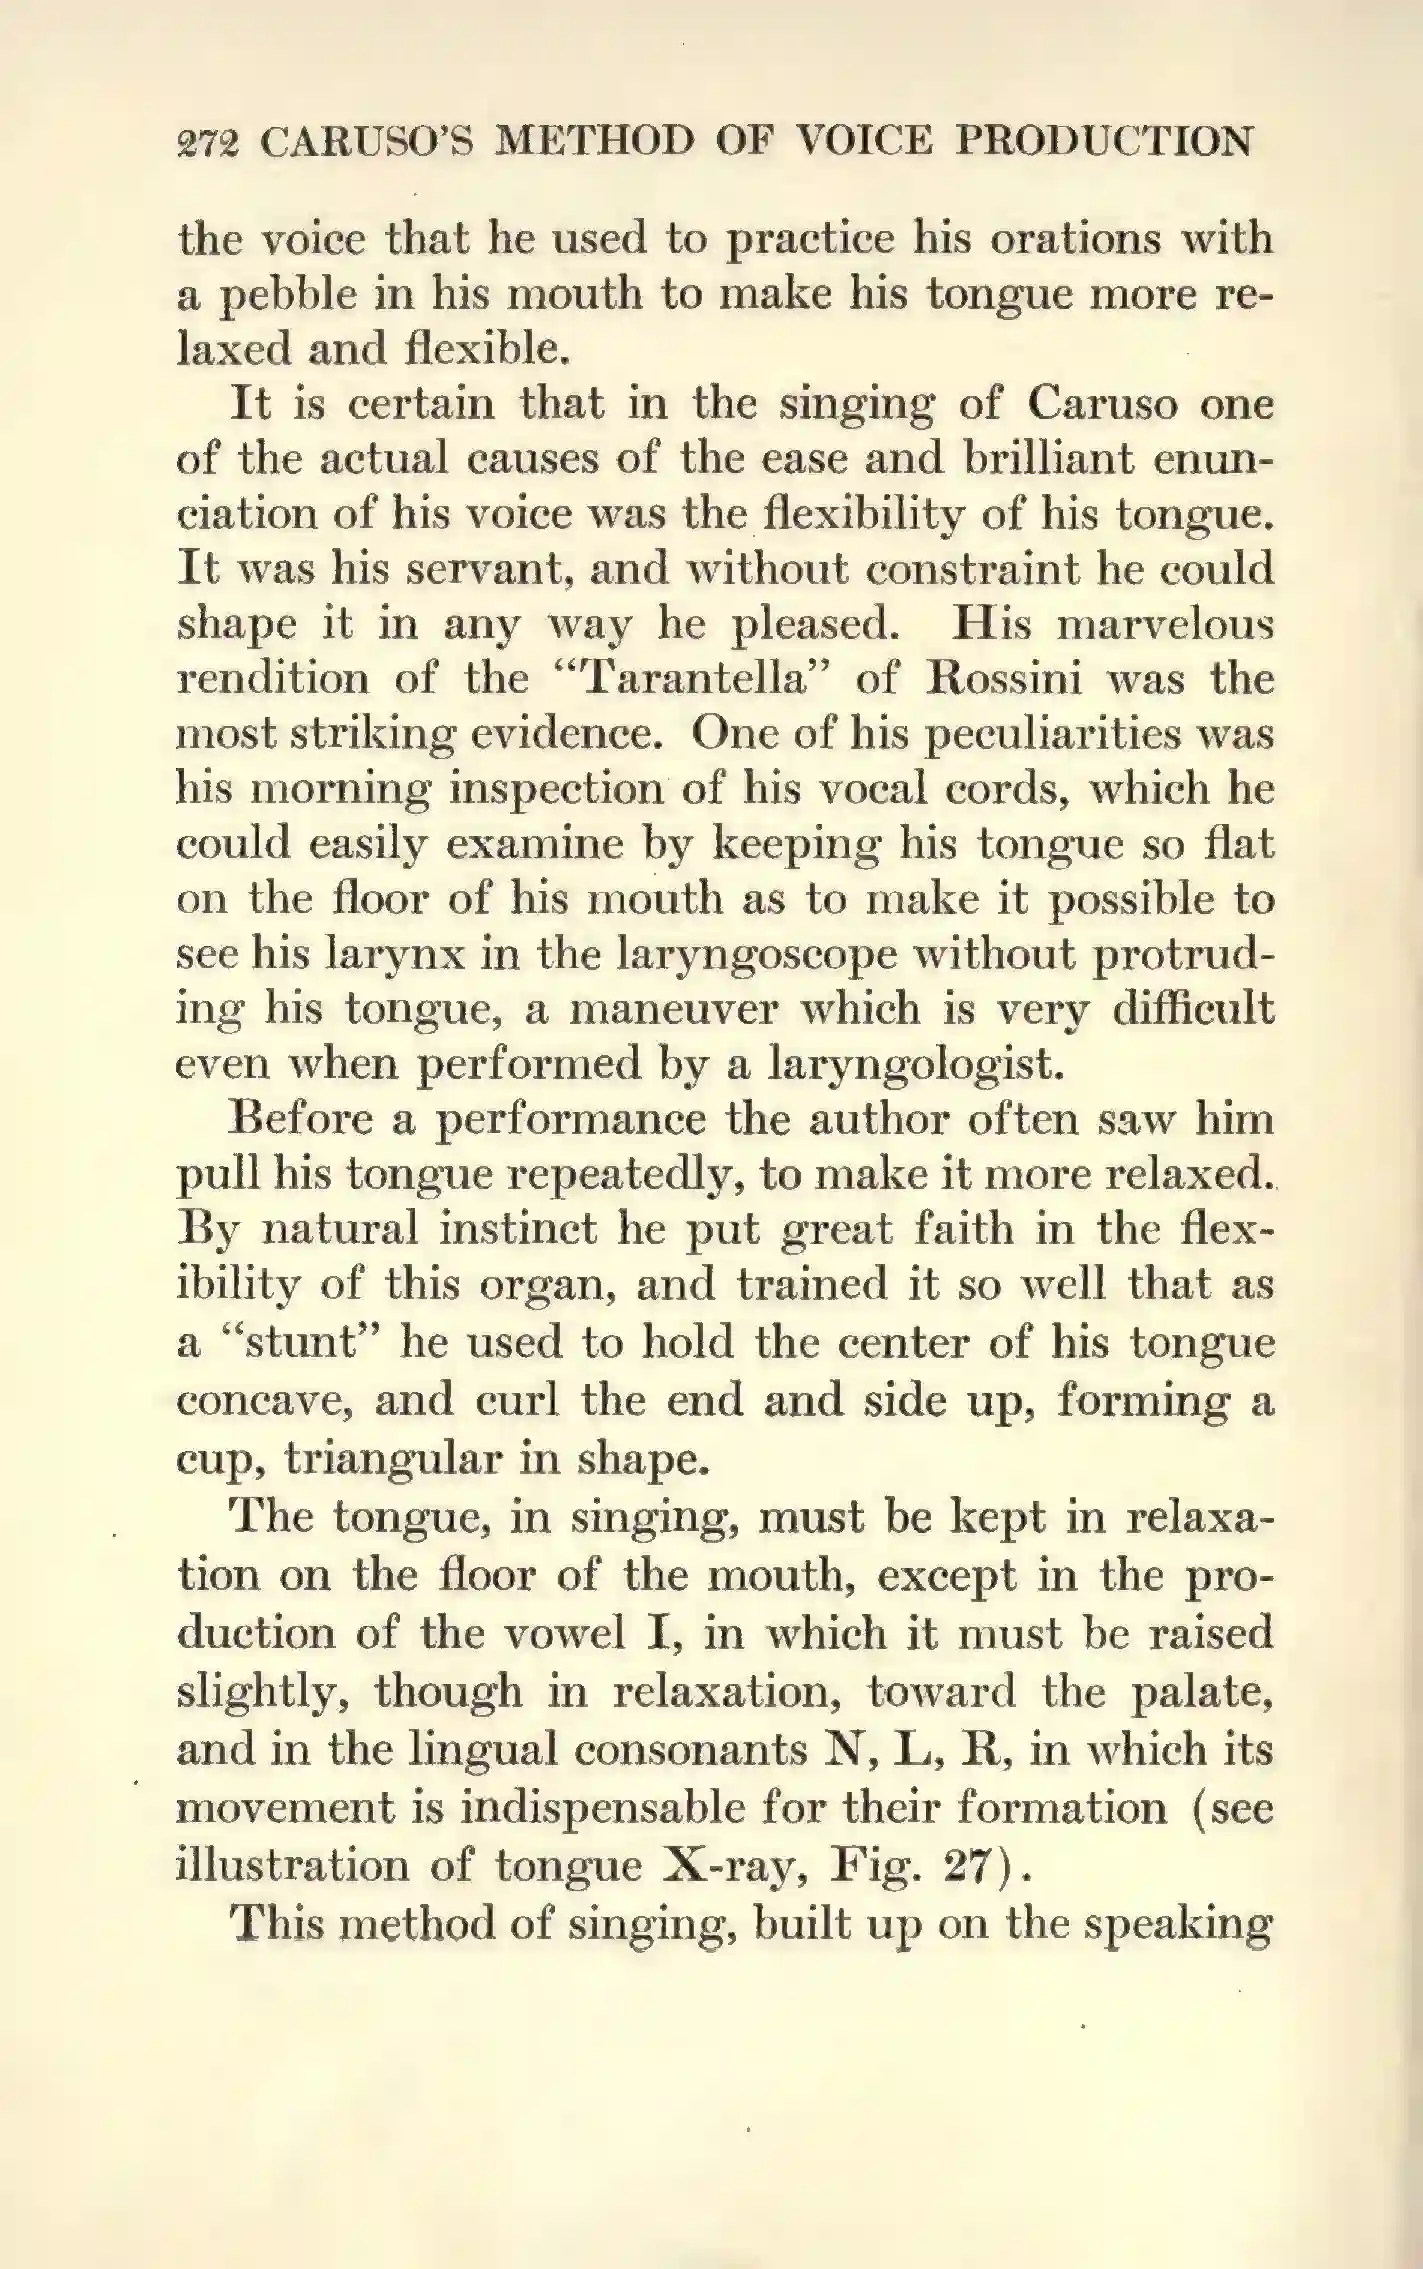 272 CARUSO'S METHOD OF VOICE PRODUCTION
the voice that he used to practice his orations with
a pebble in his mouth to make his tongue more re-
laxed and flexible.
It is certain that in the singing of Caruso one
of the actual causes of the ease and brilliant enun-
ciation of his voice was the flexibility of his tongue.
It was his servant, and without constraint he could
shape it in any way he pleased. His marvelous
rendition of the “Tarantella” of Rossini was the
most striking evidence. One of his peculiarities was
his morning inspection of his vocal cords, which he
could easily examine by keeping his tongue so flat
on the floor of his mouth as to make it possible to
see his larynx in the laryngoscope without protrud-
ing his tongue, a maneuver which is very difficult
even when performed by a laryngologist.
Before a performance the author often saw him
pull his tongue repeatedly, to make it more relaxed.
By natural instinct he put great faith in the flex-
ibility of this organ, and trained it so well that as
a “stunt” he used to hold the center of his tongue
concave, and curl the end and side up, forming a
cup, triangular in shape.
The tongue, in singing, must be kept in relaxa-
tion on the floor of the mouth, except in the pro-
duction of the vowel I, in which it must be raised
slightly, though in relaxation, toward the palate,
and in the lingual consonants N, L, R, in which its
movement is indispensable for their formation (see
illustration of tongue X-ray, Fig. 27).
This method of singing, built up on the speaking